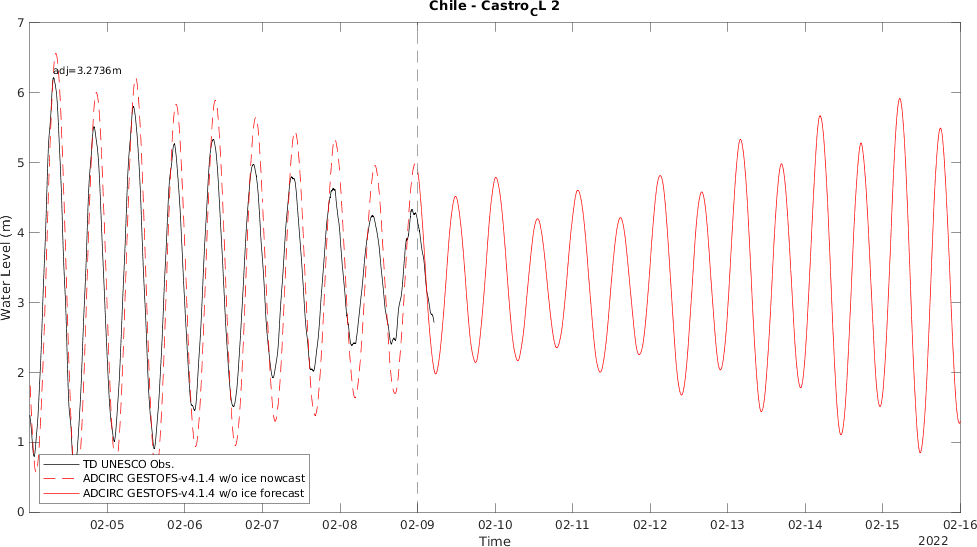 Chile - Castro_CL 2
adj=3.2736m
Water Level (m)
7
6
5
4
3
2
1
0
TD UNESCO Obs.
ADCIRC GESTOFS-v4.1.4 w/o ice nowcast
ADCIRC GESTOFS-v4.1.4 w/o ice forecast
02-05 02-06 02-07 02-08 02-09 02-10 02-11 02-12 02-13 02-14 02-15 02-16
Time
2022